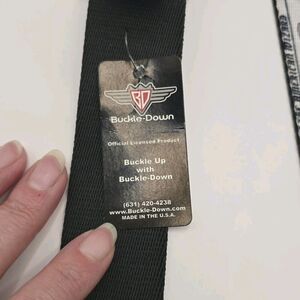 BD
Buckle-Down
Official Licensed Product
Buckle Up
with
Buckle-Down
(631) 420-4238
www.Buckle-Down.com
MADE IN THE U.S.A.